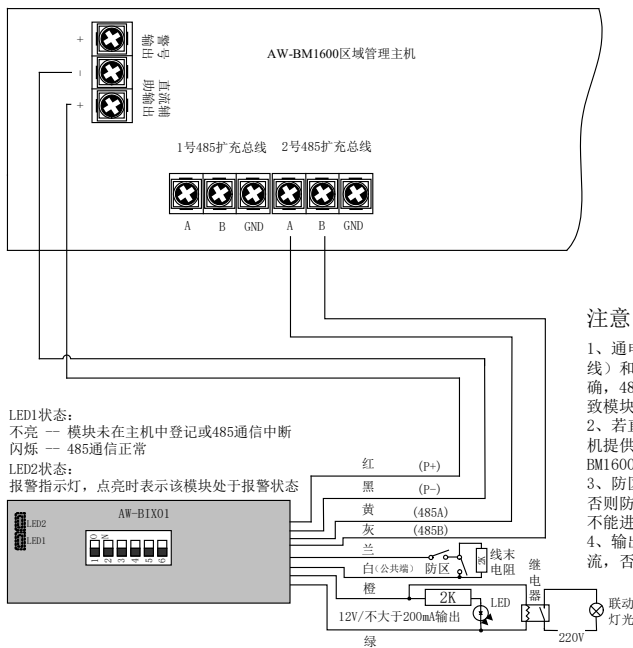 AW-BM1600区域管理主机
+
警号
输出
-
直流辅
助输出
+
1号485扩充总线 2号485扩充总线
A B GND A B GND
注意
1、通电
线）和
确，48
致模块
2、若直
机提供
BM1600
3、防区
否则防
不能进
4、输出
流，否
LED1状态：
不亮 -- 模块未在主机中登记或485通信中断
闪烁 -- 485通信正常
LED2状态：
报警指示灯，点亮时表示该模块处于报警状态
AW-BIX01
LED2
LED1
ON
1 2 3 4 5 6
红 (P+)
黑 (P-)
黄 (485A)
灰 (485B)
兰
白(公共端) 防区
2K
线末
电阻
橙
2K
LED
12V/不大于200mA输出
绿
继
电
器
220V
联动
灯光